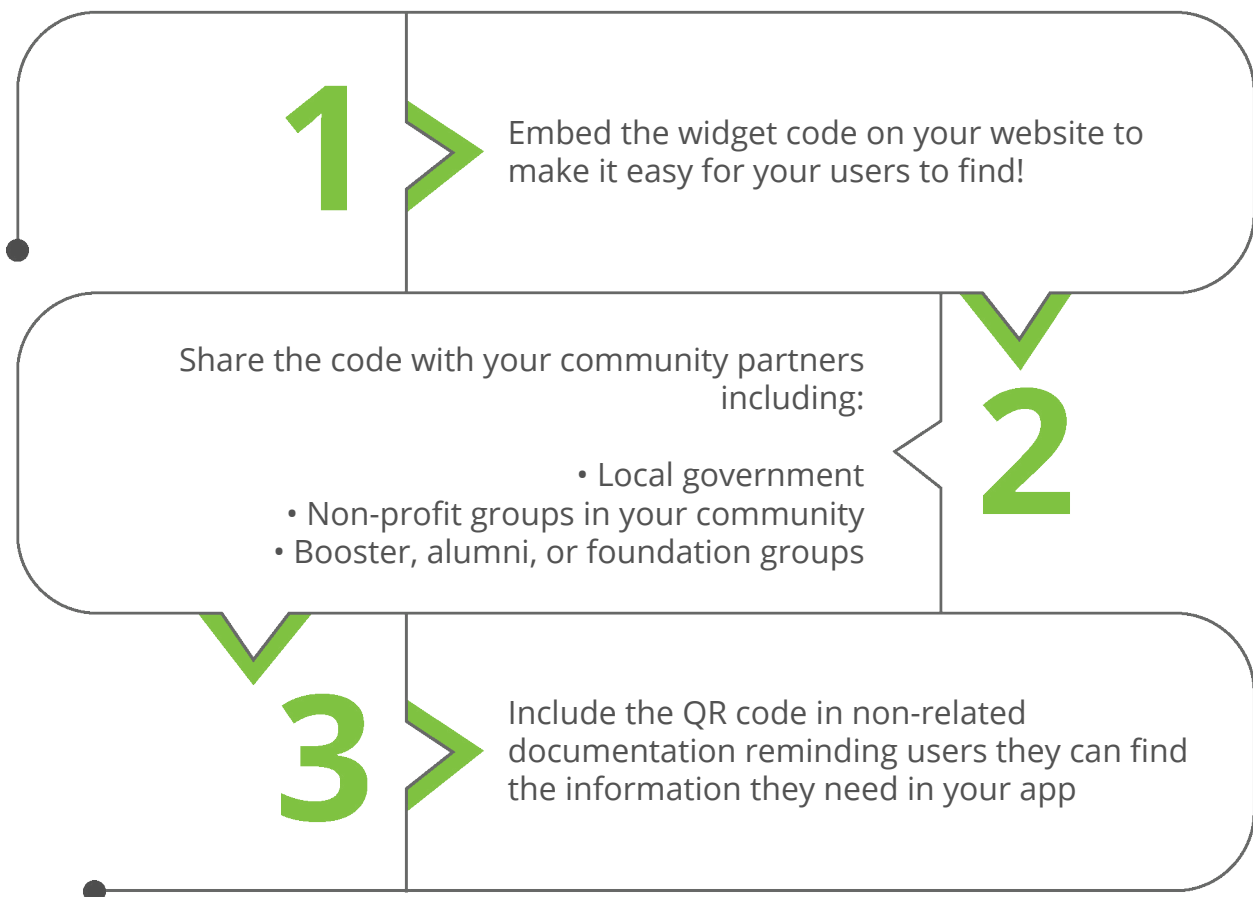 1
Embed the widget code on your website to
make it easy for your users to find!
Share the code with your community partners
including:
• Local government
• Non-profit groups in your community
• Booster, alumni, or foundation groups
2
3
Include the QR code in non-related
documentation reminding users they can find
the information they need in your app